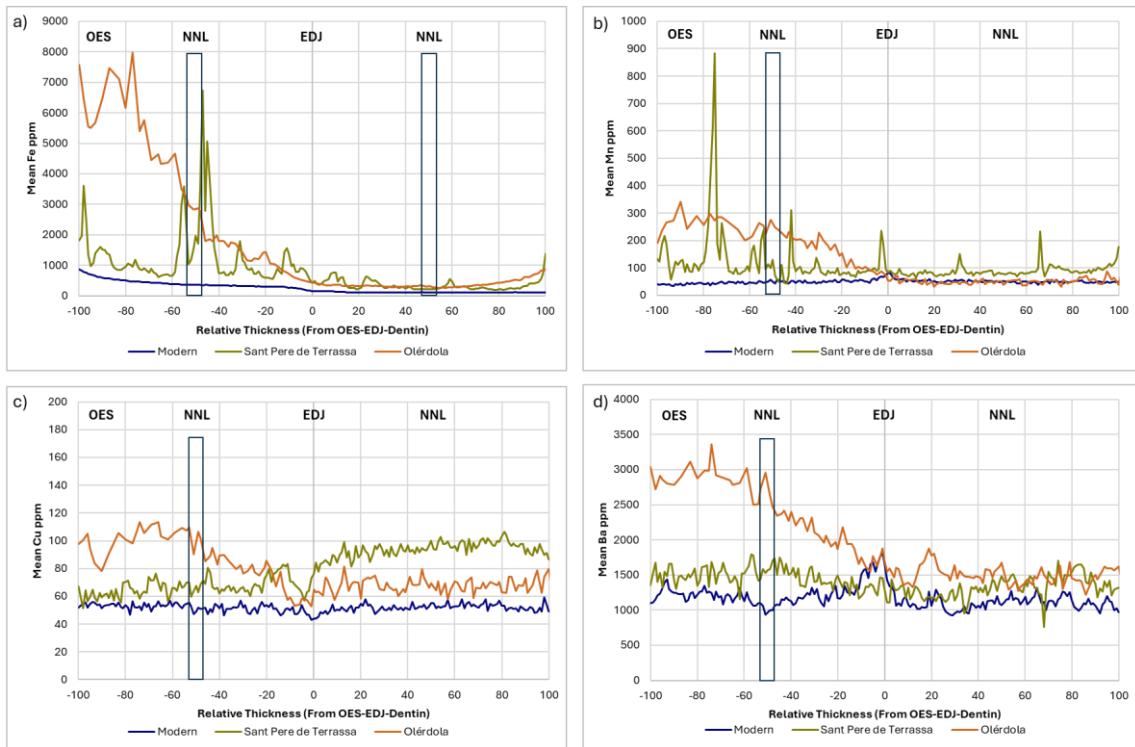 a)
OES NNL EDJ NNL
Mean Fe ppm
9000
8000
7000
6000
5000
4000
3000
2000
1000
0
-100 -80 -60 -40 -20 0 20 40 60 80 100
Relative Thickness (From OES-EDJ-Dentin)
Modern Sant Pere de Terrassa Olérdola
b)
OES NNL EDJ NNL
Mean Mn ppm
1000
900
800
700
600
500
400
300
200
100
0
-100 -80 -60 -40 -20 0 20 40 60 80 100
Relative Thickness (From OES-EDJ-Dentin)
Modern Sant Pere de Terrassa Olérdola
c)
OES NNL EDJ NNL
Mean Cu ppm
200
180
160
140
120
100
80
60
40
20
0
-100 -80 -60 -40 -20 0 20 40 60 80 100
Relative Thickness (From OES-EDJ-Dentin)
Modern Sant Pere de Terrassa Olérdola
d)
OES NNL EDJ NNL
Mean Ba ppm
4000
3500
3000
2500
2000
1500
1000
500
0
-100 -80 -60 -40 -20 0 20 40 60 80 100
Relative Thickness (From OES-EDJ-Dentin)
Modern Sant Pere de Terrassa Olérdola